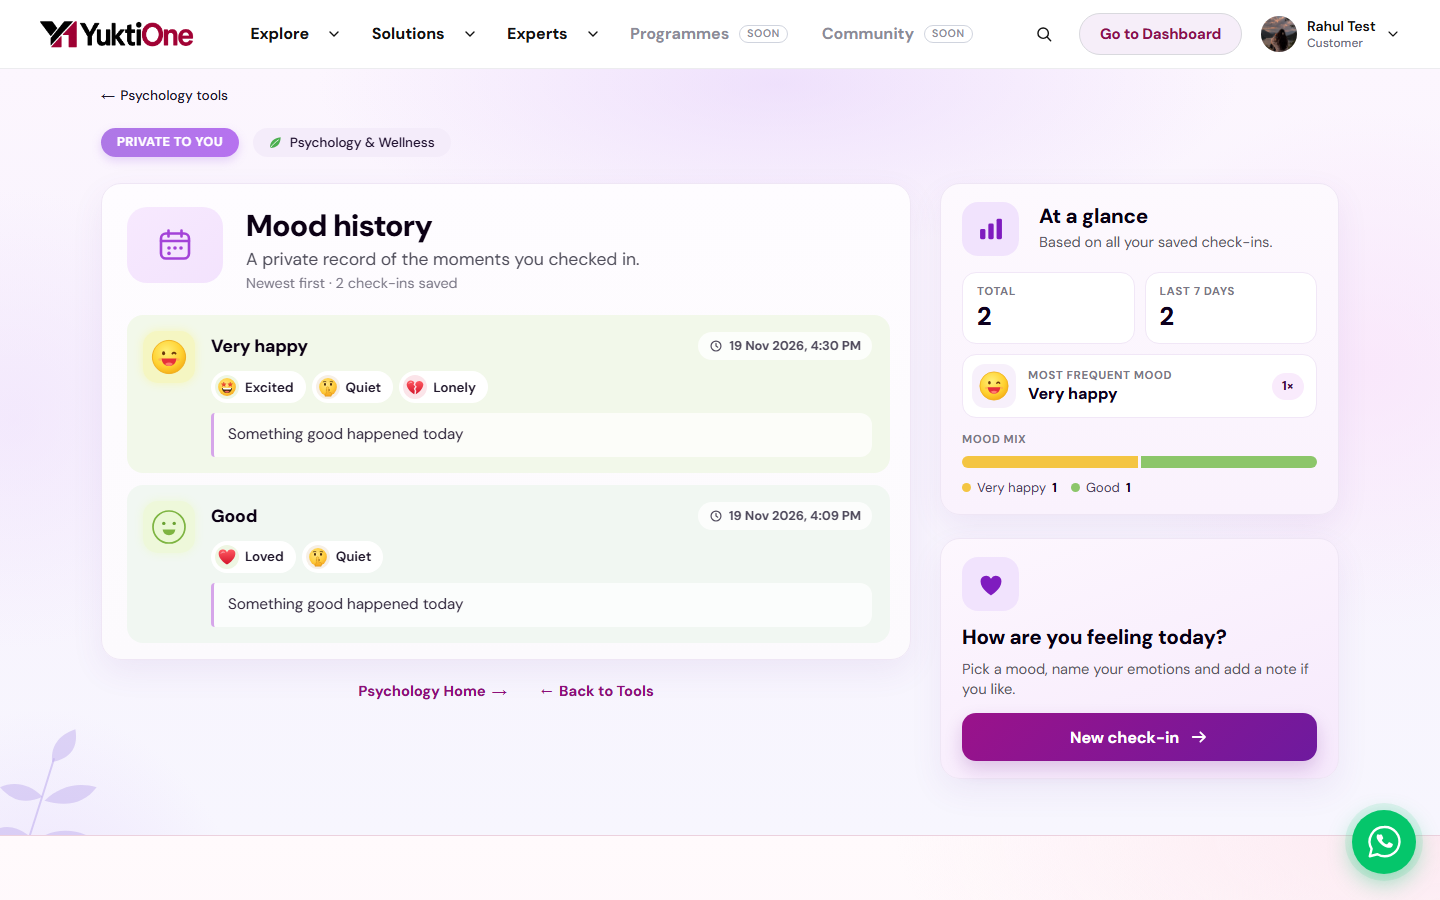 YuktiOne
Explore
Solutions
Experts
Programmes SOON
Community SOON
Go to Dashboard
Rahul Test
Customer
← Psychology tools
PRIVATE TO YOU
Psychology & Wellness
Mood history
A private record of the moments you checked in.
Newest first · 2 check-ins saved
Very happy
19 Nov 2026, 4:30 PM
Excited
Quiet
Lonely
Something good happened today
Good
19 Nov 2026, 4:09 PM
Loved
Quiet
Something good happened today
Psychology Home →
← Back to Tools
At a glance
Based on all your saved check-ins.
TOTAL
2
LAST 7 DAYS
2
MOST FREQUENT MOOD
Very happy
1×
MOOD MIX
Very happy 1
Good 1
How are you feeling today?
Pick a mood, name your emotions and add a note if
you like.
New check-in →